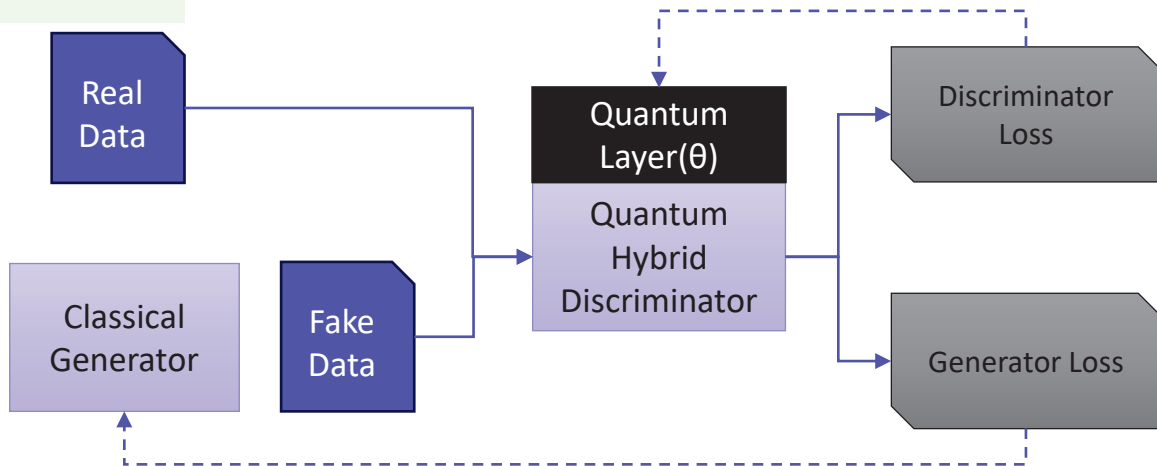 Real
Data
Quantum
Layer(θ)
Discriminator
Loss
Quantum
Hybrid
Discriminator
Classical
Generator
Fake
Data
Generator Loss